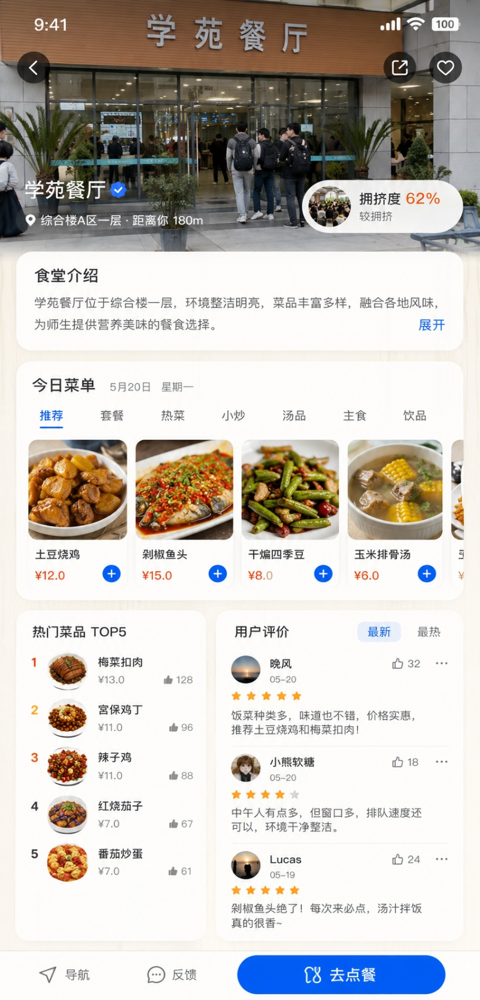 9:41
100
学苑餐厅
学苑餐厅
综合楼A区一层 · 距离你 180m
拥挤度 62%
较拥挤
食堂介绍
学苑餐厅位于综合楼一层，环境整洁明亮，菜品丰富多样，融合各地风味，
为师生提供营养美味的餐食选择。
展开
今日菜单 5月20日 星期一
推荐 套餐 热菜 小炒 汤品 主食 饮品
土豆烧鸡 剁椒鱼头 干煸四季豆 玉米排骨汤
¥12.0 ¥15.0 ¥8.0 ¥6.0 ¥
热门菜品 TOP5
1 梅菜扣肉
¥13.0 128
2 宫保鸡丁
¥11.0 96
3 辣子鸡
¥11.0 88
4 红烧茄子
¥7.0 67
5 番茄炒蛋
¥7.0 61
用户评价 最新 最热
晚风 32
05-20
饭菜种类多，味道也不错，价格实惠，
推荐土豆烧鸡和梅菜扣肉！
小熊软糖 18
05-20
中午人有点多，但窗口多，排队速度还
可以，环境干净整洁。
Lucas 24
05-19
剁椒鱼头绝了！每次来必点，汤汁拌饭
真的很香~
导航 反馈 去点餐